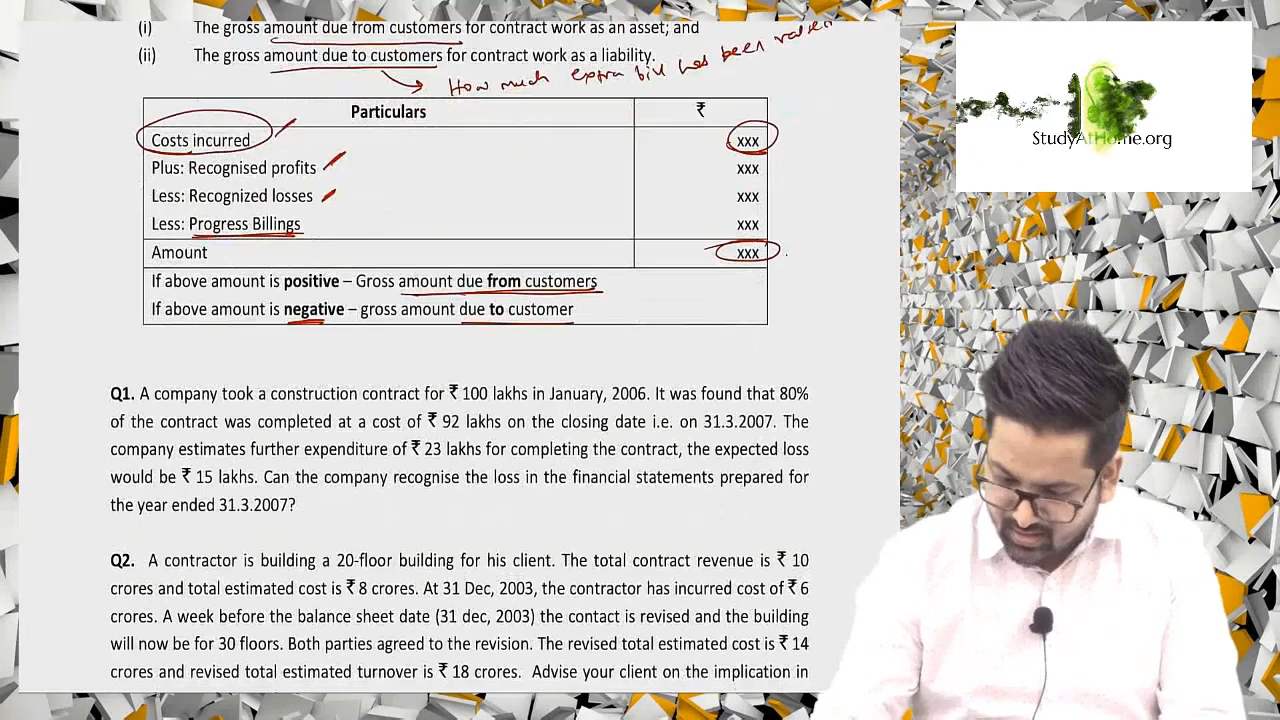 (i) The gross amount due from customers for contract work as an asset; and
(ii) The gross amount due to customers for contract work as a liability.
How much extra bill has been raised
Particulars ₹
Costs incurred xxx
Plus: Recognised profits xxx
Less: Recognized losses xxx
Less: Progress Billings xxx
Amount xxx
If above amount is positive – Gross amount due from customers
If above amount is negative – gross amount due to customer
Q1. A company took a construction contract for ₹ 100 lakhs in January, 2006. It was found that 80%
of the contract was completed at a cost of ₹ 92 lakhs on the closing date i.e. on 31.3.2007. The
company estimates further expenditure of ₹ 23 lakhs for completing the contract, the expected loss
would be ₹ 15 lakhs. Can the company recognise the loss in the financial statements prepared for
the year ended 31.3.2007?
Q2. A contractor is building a 20-floor building for his client. The total contract revenue is ₹ 10
crores and total estimated cost is ₹ 8 crores. At 31 Dec, 2003, the contractor has incurred cost of ₹ 6
crores. A week before the balance sheet date (31 dec, 2003) the contact is revised and the building
will now be for 30 floors. Both parties agreed to the revision. The revised total estimated cost is ₹ 14
crores and revised total estimated turnover is ₹ 18 crores. Advise your client on the implication in
StudyAtHome.org